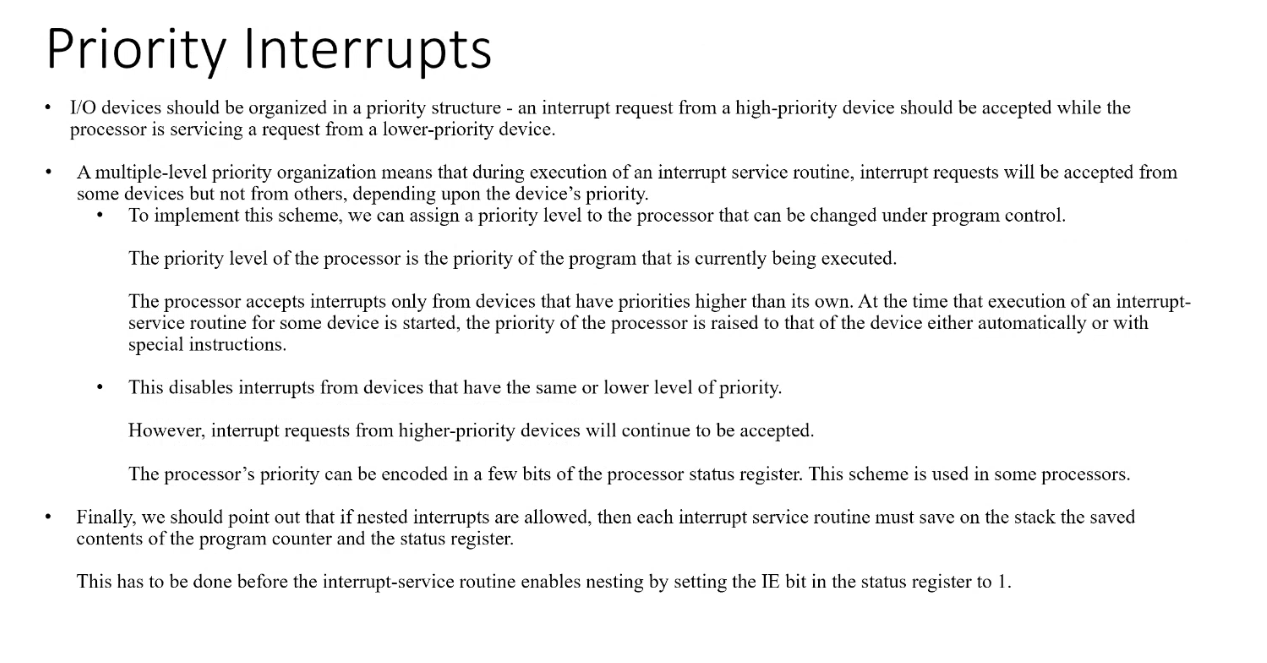 Priority Interrupts
• I/O devices should be organized in a priority structure - an interrupt request from a high-priority device should be accepted while the
processor is servicing a request from a lower-priority device.
• A multiple-level priority organization means that during execution of an interrupt service routine, interrupt requests will be accepted from
some devices but not from others, depending upon the device’s priority.
• To implement this scheme, we can assign a priority level to the processor that can be changed under program control.
The priority level of the processor is the priority of the program that is currently being executed.
The processor accepts interrupts only from devices that have priorities higher than its own. At the time that execution of an interrupt-
service routine for some device is started, the priority of the processor is raised to that of the device either automatically or with
special instructions.
• This disables interrupts from devices that have the same or lower level of priority.
However, interrupt requests from higher-priority devices will continue to be accepted.
The processor’s priority can be encoded in a few bits of the processor status register. This scheme is used in some processors.
• Finally, we should point out that if nested interrupts are allowed, then each interrupt service routine must save on the stack the saved
contents of the program counter and the status register.
This has to be done before the interrupt-service routine enables nesting by setting the IE bit in the status register to 1.